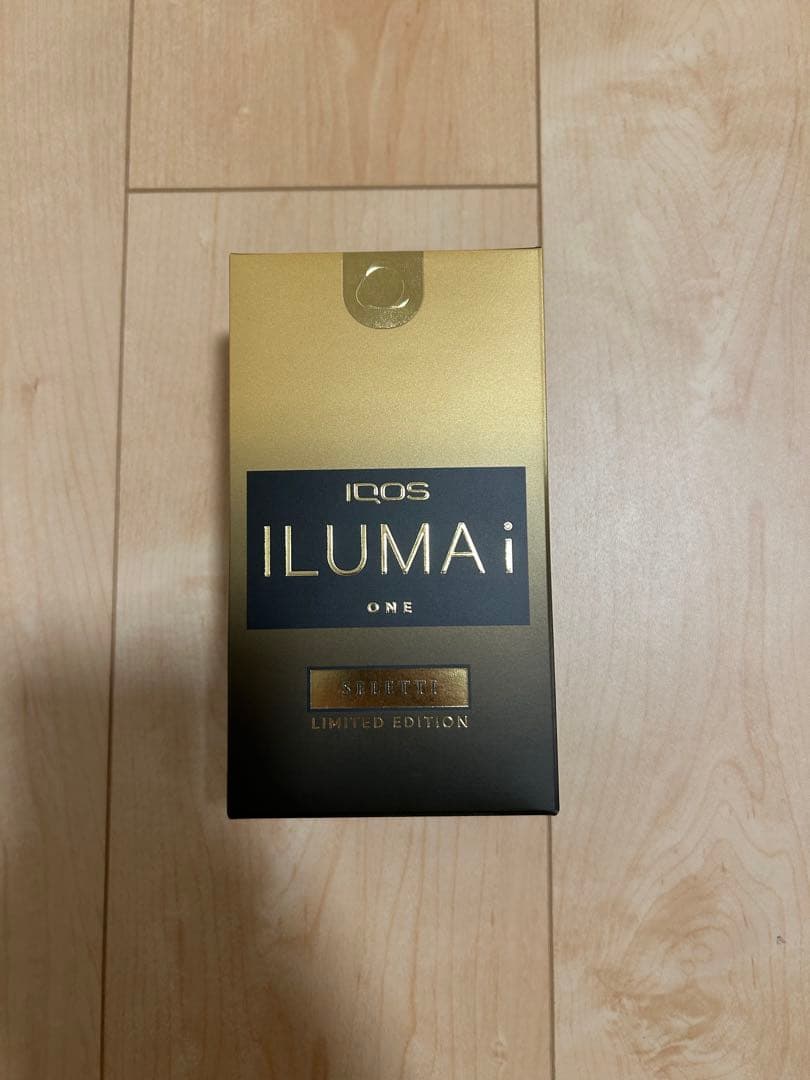 IQOS
ILUMA i
ONE
SELETTI
LIMITED EDITION